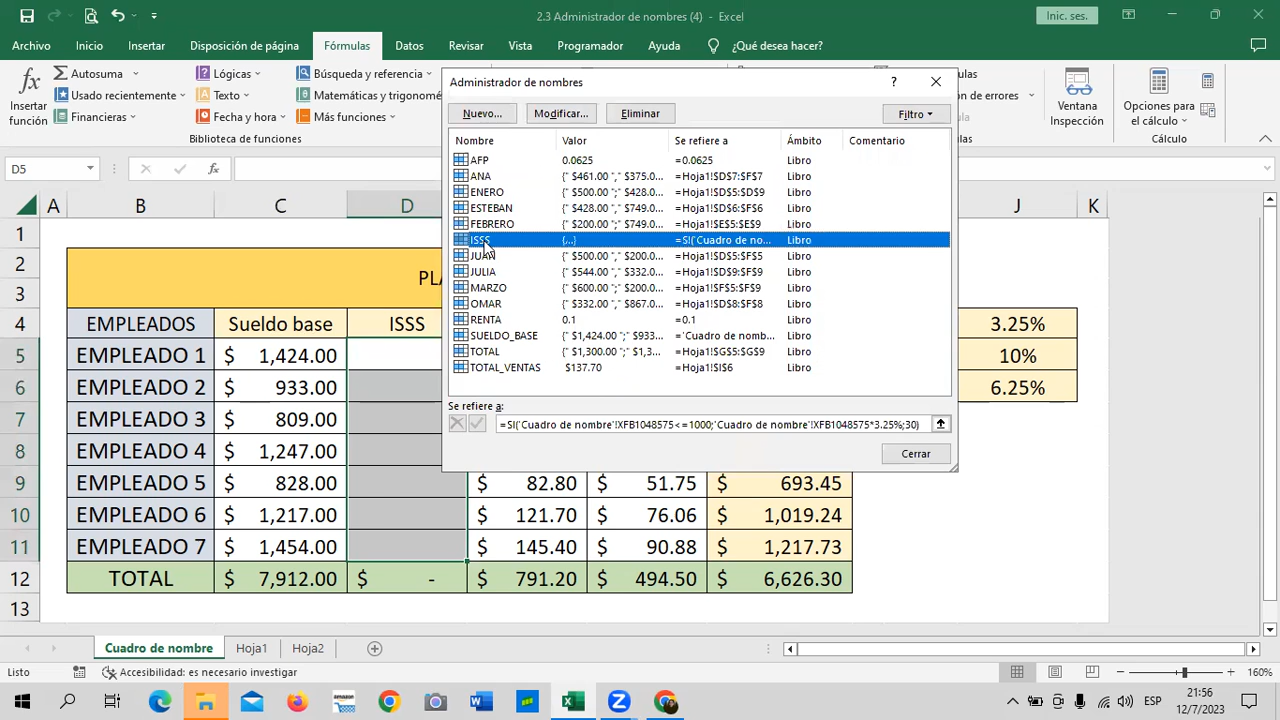 2.3 Administrador de nombres (4) - Excel
Inic. ses.
Archivo Inicio Insertar Disposición de página Fórmulas Datos Revisar Vista Programador Ayuda ¿Qué desea hacer?
Insertar función
Autosuma
Usado recientemente
Financieras
Lógicas
Texto
Fecha y hora
Búsqueda y referencia
Matemáticas y trigonomé
Más funciones
Biblioteca de funciones
de errores
Ventana Inspección
Opciones para el cálculo
Cálculo
Administrador de nombres
?
Nuevo... Modificar... Eliminar Filtro
Nombre Valor Se refiere a Ámbito Comentario
AFP 0.0625 =0.0625 Libro
ANA {" $461.00 "," $375.0... =Hoja1!$D$7:$F$7 Libro
ENERO {" $500.00 ";" $428.0... =Hoja1!$D$5:$D$9 Libro
ESTEBAN {" $428.00 "," $749.0... =Hoja1!$D$6:$F$6 Libro
FEBRERO {" $200.00 ";" $749.0... =Hoja1!$E$5:$E$9 Libro
ISSS {...} =SI('Cuadro de no... Libro
JUAN {" $500.00 "," $200.0... =Hoja1!$D$5:$F$5 Libro
JULIA {" $544.00 "," $332.0... =Hoja1!$D$9:$F$9 Libro
MARZO {" $600.00 ";" $200.0... =Hoja1!$F$5:$F$9 Libro
OMAR {" $332.00 "," $867.0... =Hoja1!$D$8:$F$8 Libro
RENTA 0.1 =0.1 Libro
SUELDO_BASE {" $1,424.00 ";" $933... ='Cuadro de nomb... Libro
TOTAL {" $1,300.00 ";" $1,3... =Hoja1!$G$5:$G$9 Libro
TOTAL_VENTAS $137.70 =Hoja1!$I$6 Libro
Se refiere a:
=SI('Cuadro de nombre'!XFB1048575<=1000;'Cuadro de nombre'!XFB1048575*3.25%;30)
Cerrar
D5 fx
A B C D J K
1
2
3 PL
4 EMPLEADOS Sueldo base ISSS 3.25%
5 EMPLEADO 1 $ 1,424.00 10%
6 EMPLEADO 2 $ 933.00 6.25%
7 EMPLEADO 3 $ 809.00
8 EMPLEADO 4 $ 1,247.00
9 EMPLEADO 5 $ 828.00 $ 82.80 $ 51.75 $ 693.45
10 EMPLEADO 6 $ 1,217.00 $ 121.70 $ 76.06 $ 1,019.24
11 EMPLEADO 7 $ 1,454.00 $ 145.40 $ 90.88 $ 1,217.73
12 TOTAL $ 7,912.00 $ - $ 791.20 $ 494.50 $ 6,626.30
13
Cuadro de nombre Hoja1 Hoja2
Listo Accesibilidad: es necesario investigar 160%
ESP 21:56
12/7/2023